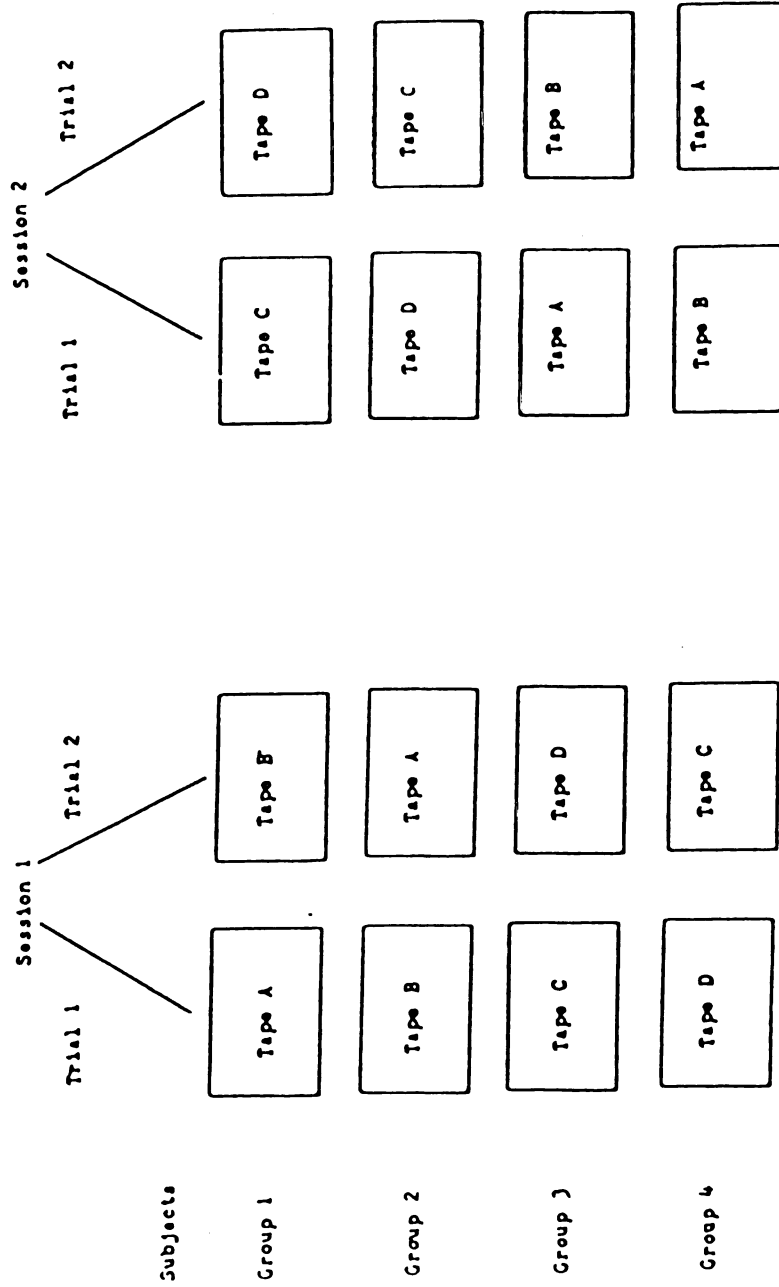 Session 1 Session 2
Trial 1 Trial 2 Trial 1 Trial 2
Subjects
Group 1 Tape A Tape B Tape C Tape D
Group 2 Tape B Tape A Tape D Tape C
Group 3 Tape C Tape D Tape A Tape B
Group 4 Tape D Tape C Tape B Tape A